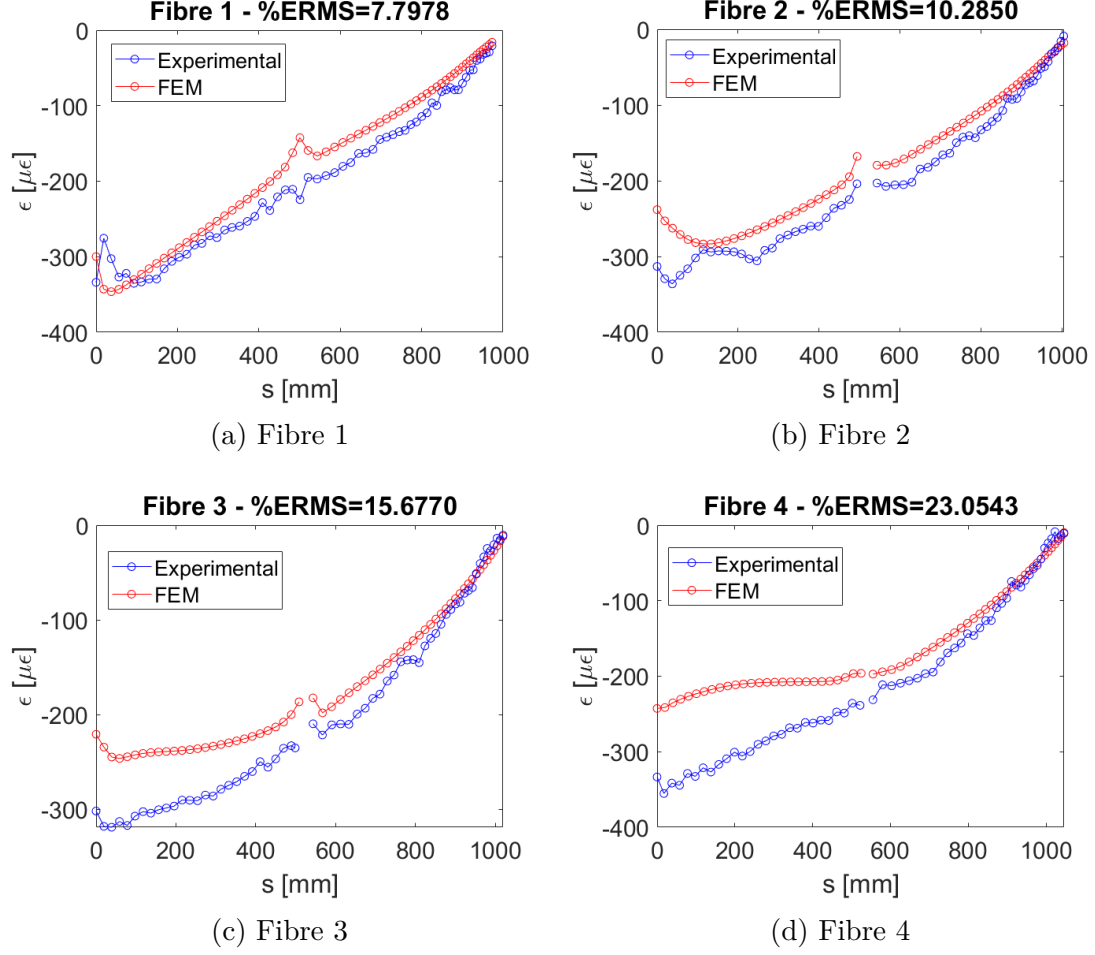 Fibre 1 - %ERMS=7.7978
Experimental
FEM
0
-100
-200
-300
-400
ϵ [μϵ]
0 200 400 600 800 1000
s [mm]
(a) Fibre 1
Fibre 2 - %ERMS=10.2850
Experimental
FEM
0
-100
-200
-300
-400
ϵ [μϵ]
0 200 400 600 800 1000
s [mm]
(b) Fibre 2
Fibre 3 - %ERMS=15.6770
Experimental
FEM
0
-100
-200
-300
ϵ [μϵ]
0 200 400 600 800 1000
s [mm]
(c) Fibre 3
Fibre 4 - %ERMS=23.0543
Experimental
FEM
0
-100
-200
-300
-400
ϵ [μϵ]
0 200 400 600 800 1000
s [mm]
(d) Fibre 4